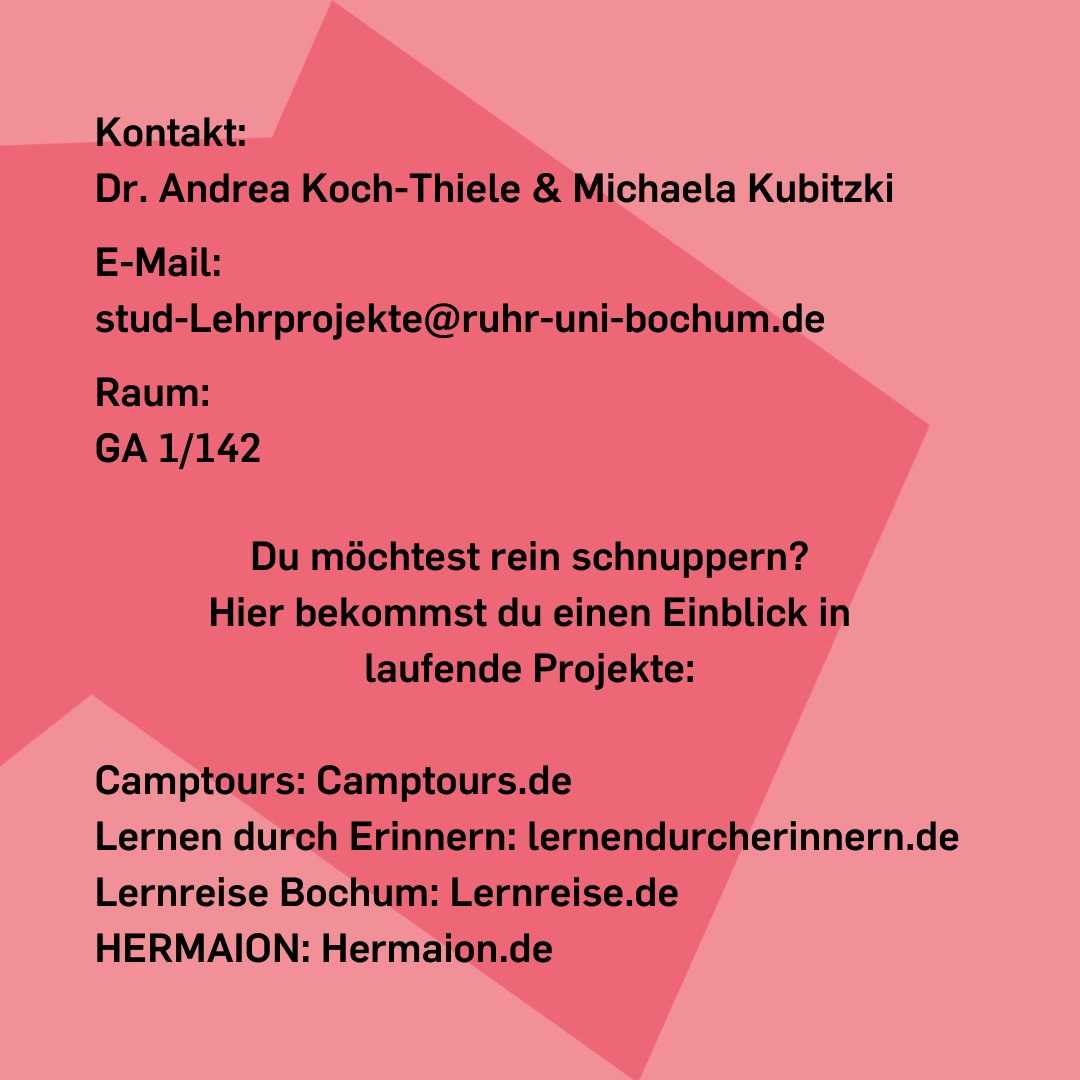 Kontakt:
Dr. Andrea Koch-Thiele & Michaela Kubitzki
E-Mail:
stud-Lehrprojekte@ruhr-uni-bochum.de
Raum:
GA 1/142
Du möchtest rein schnuppern?
Hier bekommst du einen Einblick in
laufende Projekte:
Camptours: Camptours.de
Lernen durch Erinnern: lernendurcherinnern.de
Lernreise Bochum: Lernreise.de
HERMAION: Hermaion.de